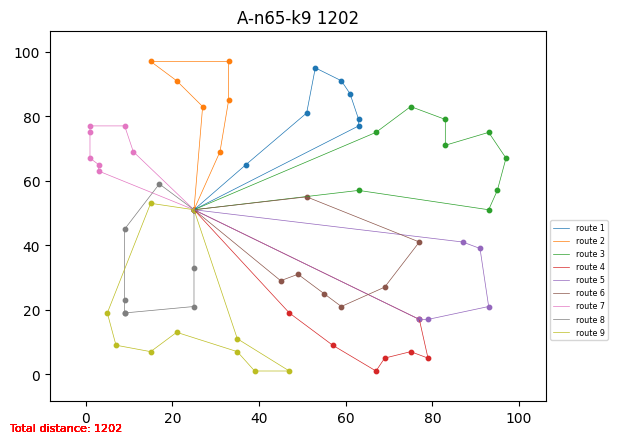 A-n65-k9 1202
100
80
60
40
20
0
0 20 40 60 80 100
route 1
route 2
route 3
route 4
route 5
route 6
route 7
route 8
route 9
Total distance: 1202